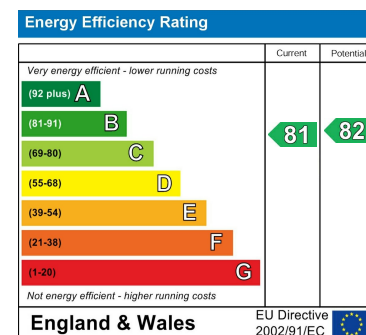 Energy Efficiency Rating
Current Potential
Very energy efficient - lower running costs
(92 plus) A
(81-91) B
(69-80) C
(55-68) D
(39-54) E
(21-38) F
(1-20) G
81 82
Not energy efficient - higher running costs
England & Wales
EU Directive
2002/91/EC